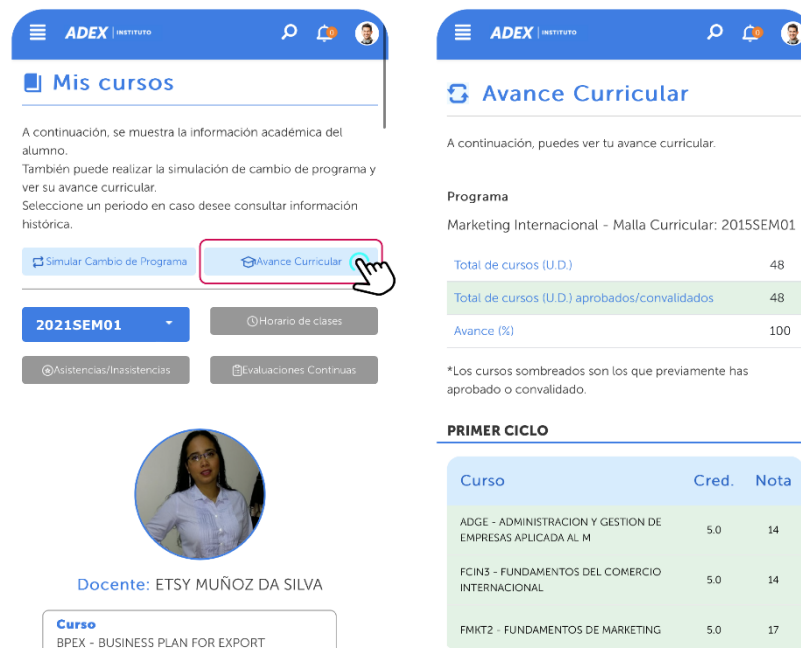 ADEX | INSTITUTO
0
Mis cursos
A continuación, se muestra la información académica del
alumno.
También puede realizar la simulación de cambio de programa y
ver su avance curricular.
Seleccione un periodo en caso desee consultar información
histórica.
Simular Cambio de Programa
Avance Curricular
2021SEM01
Horario de clases
Asistencias/Inasistencias
Evaluaciones Continuas
Docente: ETSY MUÑOZ DA SILVA
Curso
BPEX - BUSINESS PLAN FOR EXPORT
ADEX | INSTITUTO
0
Avance Curricular
A continuación, puedes ver tu avance curricular.
Programa
Marketing Internacional - Malla Curricular: 2015SEM01
Total de cursos (U.D.) 48
Total de cursos (U.D.) aprobados/convalidados 48
Avance (%) 100
*Los cursos sombreados son los que previamente has
aprobado o convalidado.
PRIMER CICLO
Curso Cred. Nota
ADGE - ADMINISTRACION Y GESTION DE
EMPRESAS APLICADA AL M 5.0 14
FCIN3 - FUNDAMENTOS DEL COMERCIO
INTERNACIONAL 5.0 14
FMKT2 - FUNDAMENTOS DE MARKETING 5.0 17